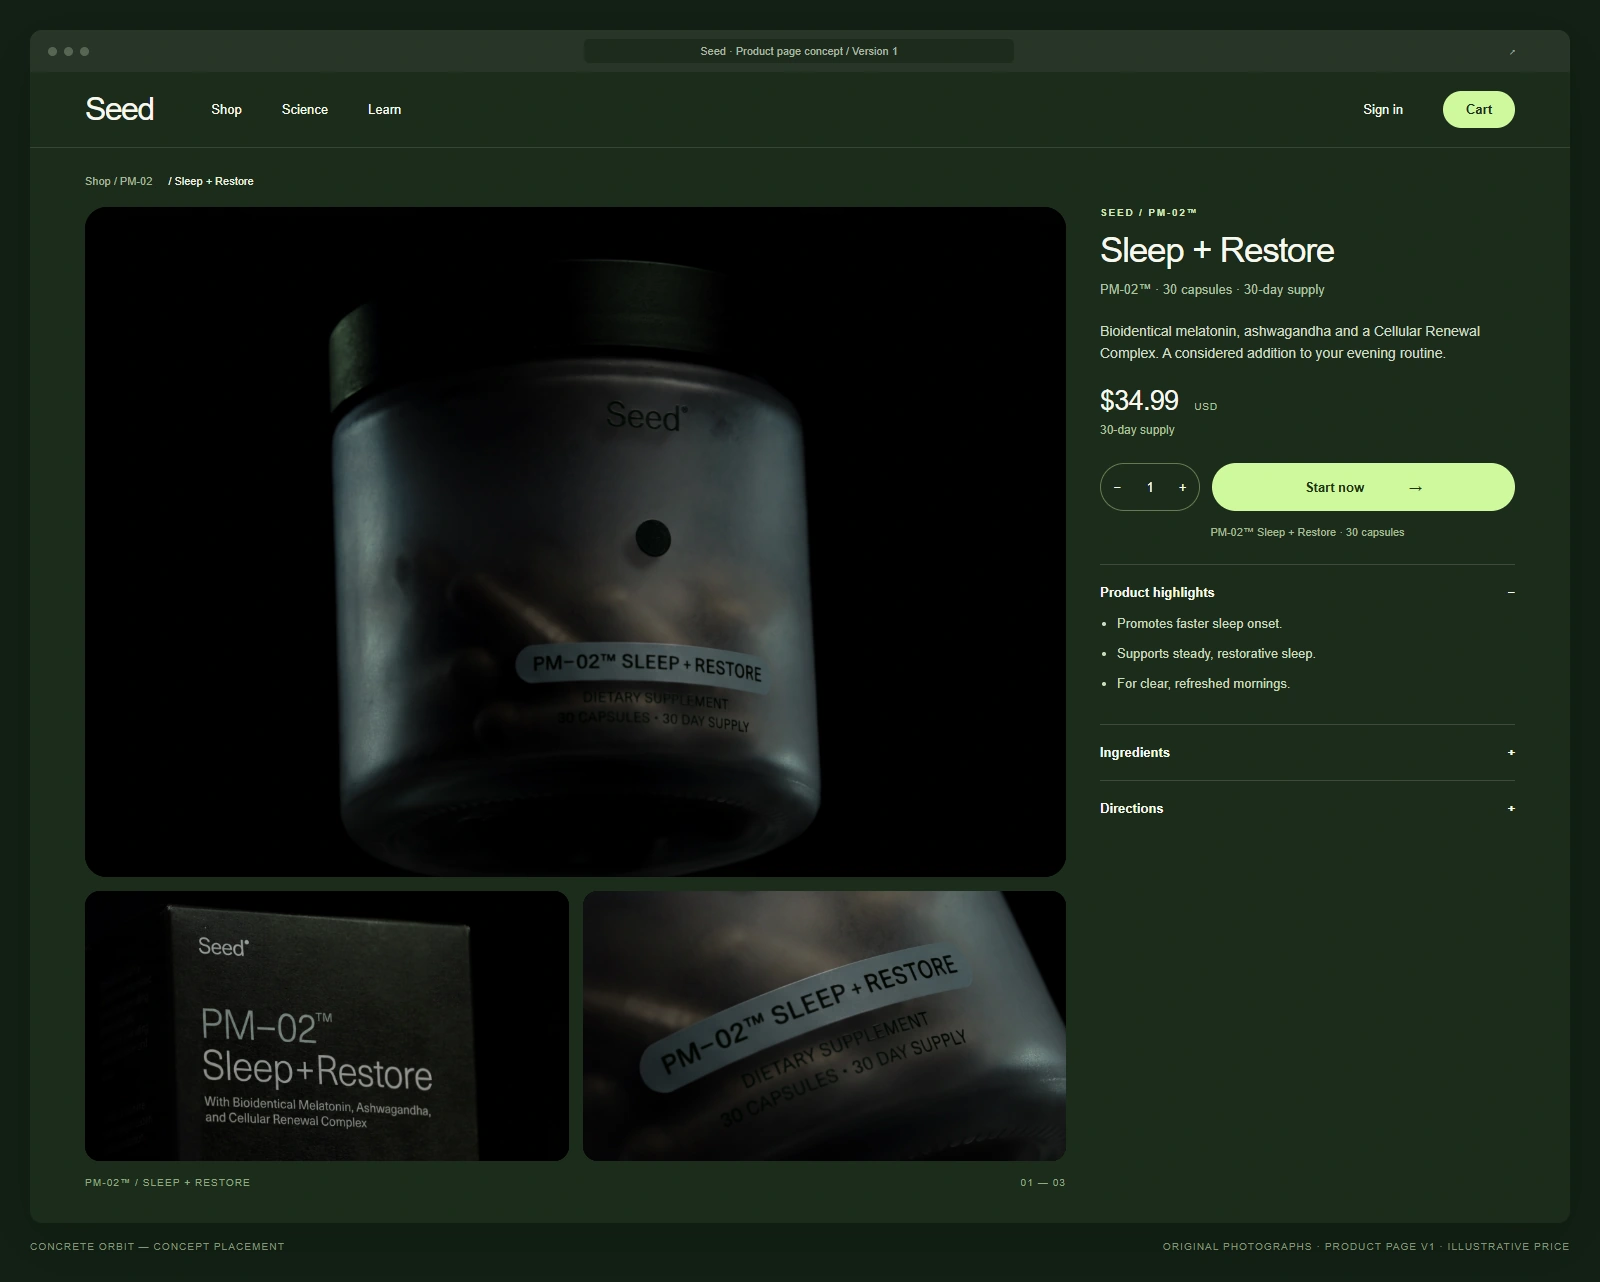 Seed · Product page concept / Version 1
Seed
Shop
Science
Learn
Sign in
Cart
Shop / PM-02 / Sleep + Restore
SEED / PM-02™
Sleep + Restore
PM-02™ · 30 capsules · 30-day supply
Bioidentical melatonin, ashwagandha and a Cellular Renewal
Complex. A considered addition to your evening routine.
$34.99 USD
30-day supply
− 1 +
Start now →
PM-02™ Sleep + Restore · 30 capsules
Product highlights −
• Promotes faster sleep onset.
• Supports steady, restorative sleep.
• For clear, refreshed mornings.
Ingredients +
Directions +
Seed
PM–02™ SLEEP + RESTORE
DIETARY SUPPLEMENT
30 CAPSULES • 30 DAY SUPPLY
Seed
PM–02™
Sleep+Restore
With Bioidentical Melatonin, Ashwagandha,
and Cellular Renewal Complex
PM–02™ SLEEP + RESTORE
DIETARY SUPPLEMENT
30 CAPSULES • 30 DAY SUPPLY
PM-02™ / SLEEP + RESTORE
01 — 03
CONCRETE ORBIT — CONCEPT PLACEMENT
ORIGINAL PHOTOGRAPHS · PRODUCT PAGE V1 · ILLUSTRATIVE PRICE